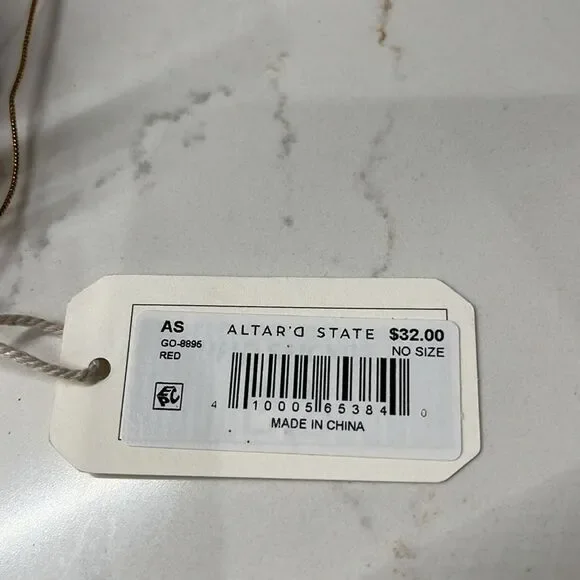 AS
ALTAR'D STATE
$32.00
GO-8895
NO SIZE
RED
4 10005 65384 0
MADE IN CHINA